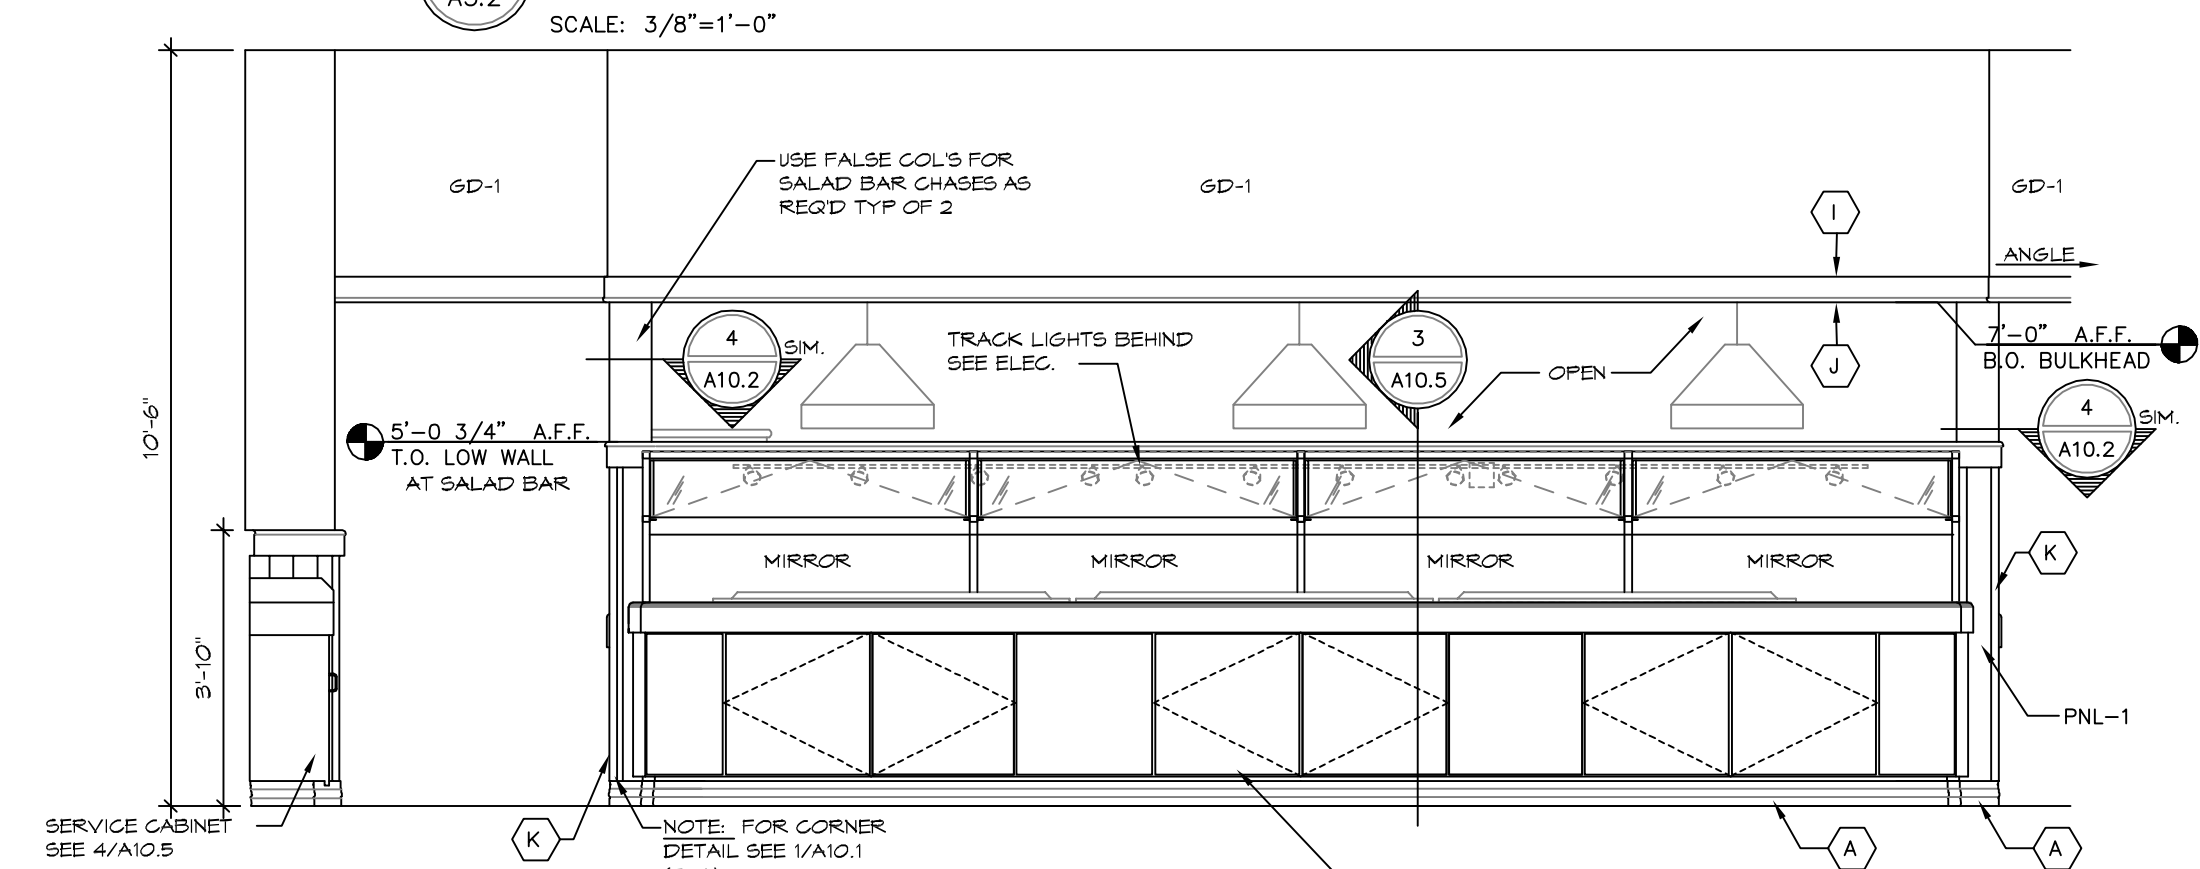 A5.2
SCALE: 3/8"=1'-0"
USE FALSE COL'S FOR
SALAD BAR CHASES AS
REQ'D TYP OF 2
GD-1
GD-1
GD-1
I
ANGLE
10'-6"
4
A10.2
SIM.
TRACK LIGHTS BEHIND
SEE ELEC.
3
A10.5
OPEN
J
7'-0" A.F.F.
B.O. BULKHEAD
4
A10.2
SIM.
5'-0 3/4" A.F.F.
T.O. LOW WALL
AT SALAD BAR
MIRROR
MIRROR
MIRROR
MIRROR
K
3'-10"
PNL-1
SERVICE CABINET
SEE 4/A10.5
K
NOTE: FOR CORNER
DETAIL SEE 1/A10.1
A
A